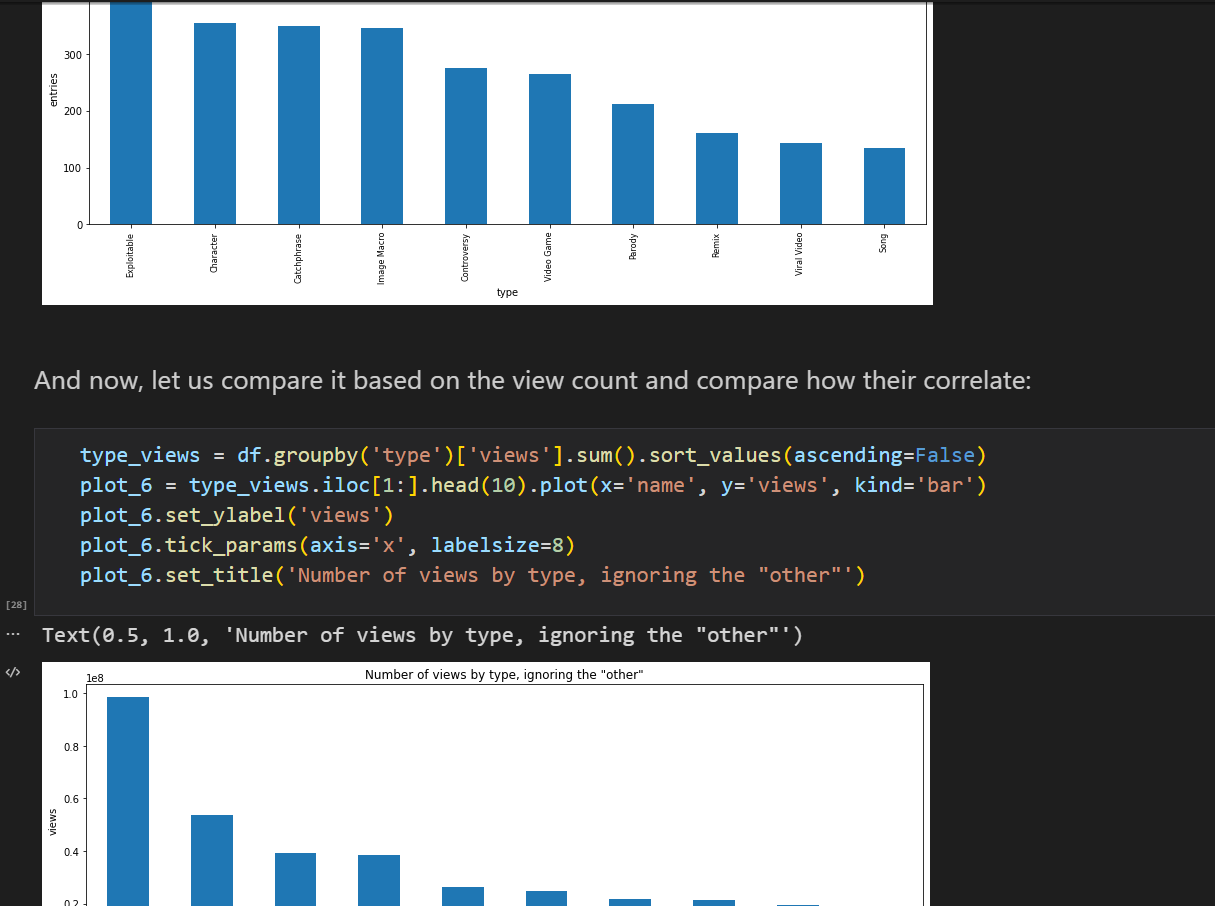 300
entries
200
100
0
Exploitable
Character
Catchphrase
Image Macro
Controversy
Video Game
Parody
Remix
Viral Video
Song
type
And now, let us compare it based on the view count and compare how their correlate:
type_views = df.groupby('type')['views'].sum().sort_values(ascending=False)
plot_6 = type_views.iloc[1:].head(10).plot(x='name', y='views', kind='bar')
plot_6.set_ylabel('views')
plot_6.tick_params(axis='x', labelsize=8)
plot_6.set_title('Number of views by type, ignoring the "other"')
[28]
... Text(0.5, 1.0, 'Number of views by type, ignoring the "other"')
</>
1e8 Number of views by type, ignoring the "other"
1.0
0.8
0.6
views
0.4
0.2